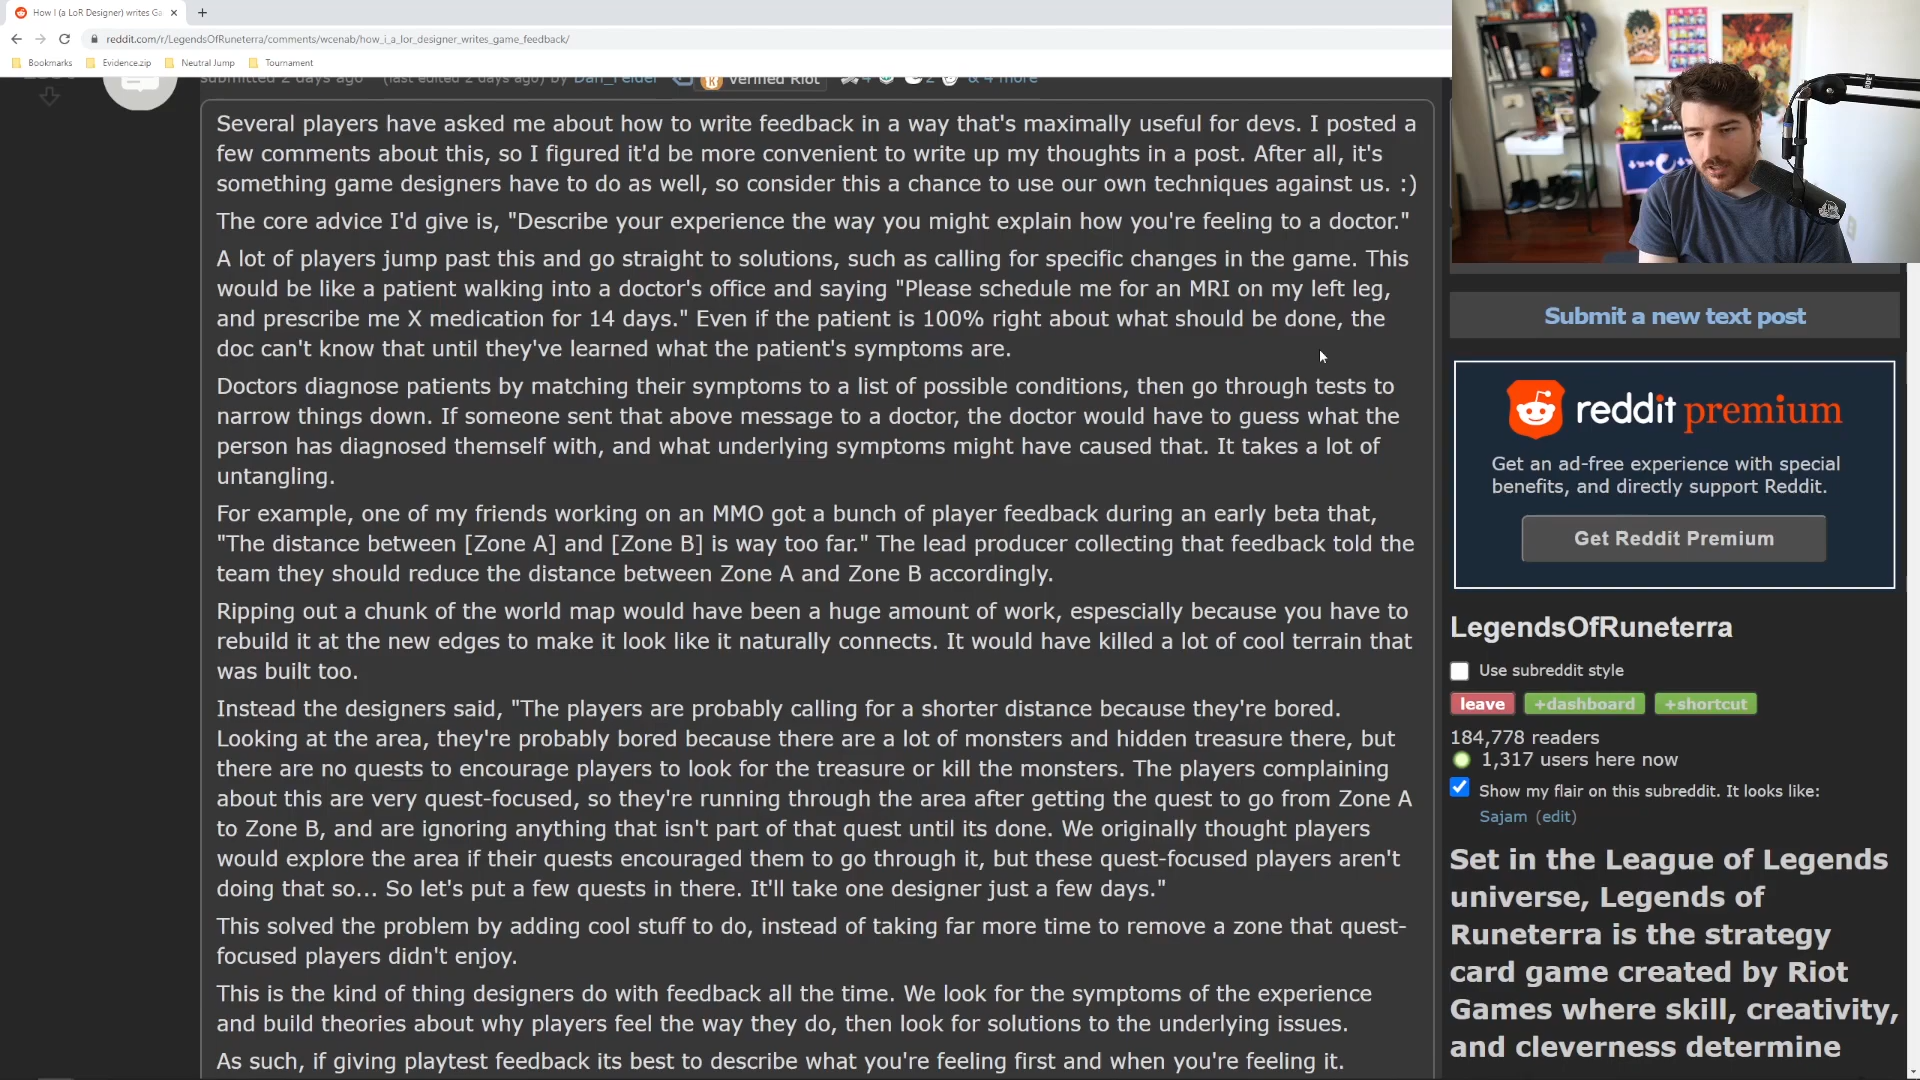 How I (a LoR Designer) writes Ga
reddit.com/r/LegendsOfRuneterra/comments/wcenab/how_i_a_lor_designer_writes_game_feedback/
Bookmarks
Evidence.zip
Neutral Jump
Tournament
submitted 2 days ago (last edited 2 days ago) by Dan_Felder
Verified Riot
4
2
& 4 more
Several players have asked me about how to write feedback in a way that's maximally useful for devs. I posted a
few comments about this, so I figured it'd be more convenient to write up my thoughts in a post. After all, it's
something game designers have to do as well, so consider this a chance to use our own techniques against us. :)
The core advice I'd give is, "Describe your experience the way you might explain how you're feeling to a doctor."
A lot of players jump past this and go straight to solutions, such as calling for specific changes in the game. This
would be like a patient walking into a doctor's office and saying "Please schedule me for an MRI on my left leg,
and prescribe me X medication for 14 days." Even if the patient is 100% right about what should be done, the
doc can't know that until they've learned what the patient's symptoms are.
Doctors diagnose patients by matching their symptoms to a list of possible conditions, then go through tests to
narrow things down. If someone sent that above message to a doctor, the doctor would have to guess what the
person has diagnosed themself with, and what underlying symptoms might have caused that. It takes a lot of
untangling.
For example, one of my friends working on an MMO got a bunch of player feedback during an early beta that,
"The distance between [Zone A] and [Zone B] is way too far." The lead producer collecting that feedback told the
team they should reduce the distance between Zone A and Zone B accordingly.
Ripping out a chunk of the world map would have been a huge amount of work, espescially because you have to
rebuild it at the new edges to make it look like it naturally connects. It would have killed a lot of cool terrain that
was built too.
Instead the designers said, "The players are probably calling for a shorter distance because they're bored.
Looking at the area, they're probably bored because there are a lot of monsters and hidden treasure there, but
there are no quests to encourage players to look for the treasure or kill the monsters. The players complaining
about this are very quest-focused, so they're running through the area after getting the quest to go from Zone A
to Zone B, and are ignoring anything that isn't part of that quest until its done. We originally thought players
would explore the area if their quests encouraged them to go through it, but these quest-focused players aren't
doing that so... So let's put a few quests in there. It'll take one designer just a few days."
This solved the problem by adding cool stuff to do, instead of taking far more time to remove a zone that quest-
focused players didn't enjoy.
This is the kind of thing designers do with feedback all the time. We look for the symptoms of the experience
and build theories about why players feel the way they do, then look for solutions to the underlying issues.
As such, if giving playtest feedback its best to describe what you're feeling first and when you're feeling it.
Submit a new text post
reddit premium
Get an ad-free experience with special
benefits, and directly support Reddit.
Get Reddit Premium
LegendsOfRuneterra
Use subreddit style
leave +dashboard +shortcut
184,778 readers
1,317 users here now
Show my flair on this subreddit. It looks like:
Sajam (edit)
Set in the League of Legends
universe, Legends of
Runeterra is the strategy
card game created by Riot
Games where skill, creativity,
and cleverness determine